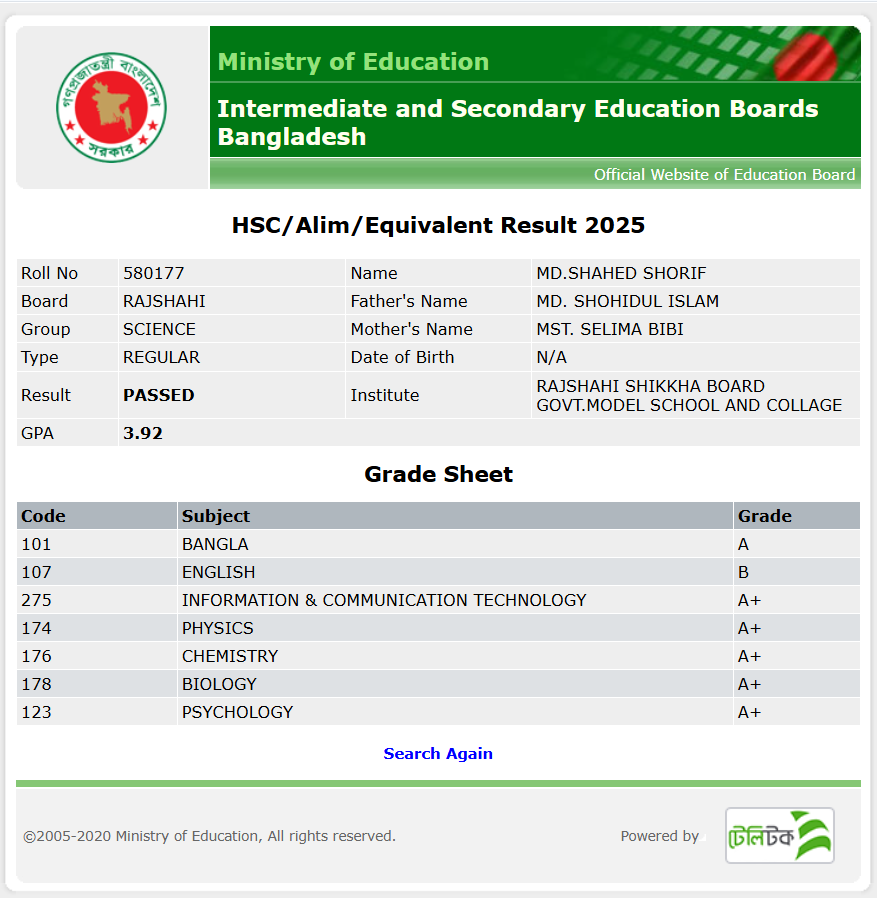 গণপ্রজাতন্ত্রী বাংলাদেশ
সরকার
Ministry of Education
Intermediate and Secondary Education Boards
Bangladesh
Official Website of Education Board
HSC/Alim/Equivalent Result 2025
Roll No 580177 Name MD.SHAHED SHORIF
Board RAJSHAHI Father's Name MD. SHOHIDUL ISLAM
Group SCIENCE Mother's Name MST. SELIMA BIBI
Type REGULAR Date of Birth N/A
Result PASSED Institute RAJSHAHI SHIKKHA BOARD
GOVT.MODEL SCHOOL AND COLLAGE
GPA 3.92
Grade Sheet
Code Subject Grade
101 BANGLA A
107 ENGLISH B
275 INFORMATION & COMMUNICATION TECHNOLOGY A+
174 PHYSICS A+
176 CHEMISTRY A+
178 BIOLOGY A+
123 PSYCHOLOGY A+
Search Again
©2005-2020 Ministry of Education, All rights reserved.
Powered by
টেলিটক